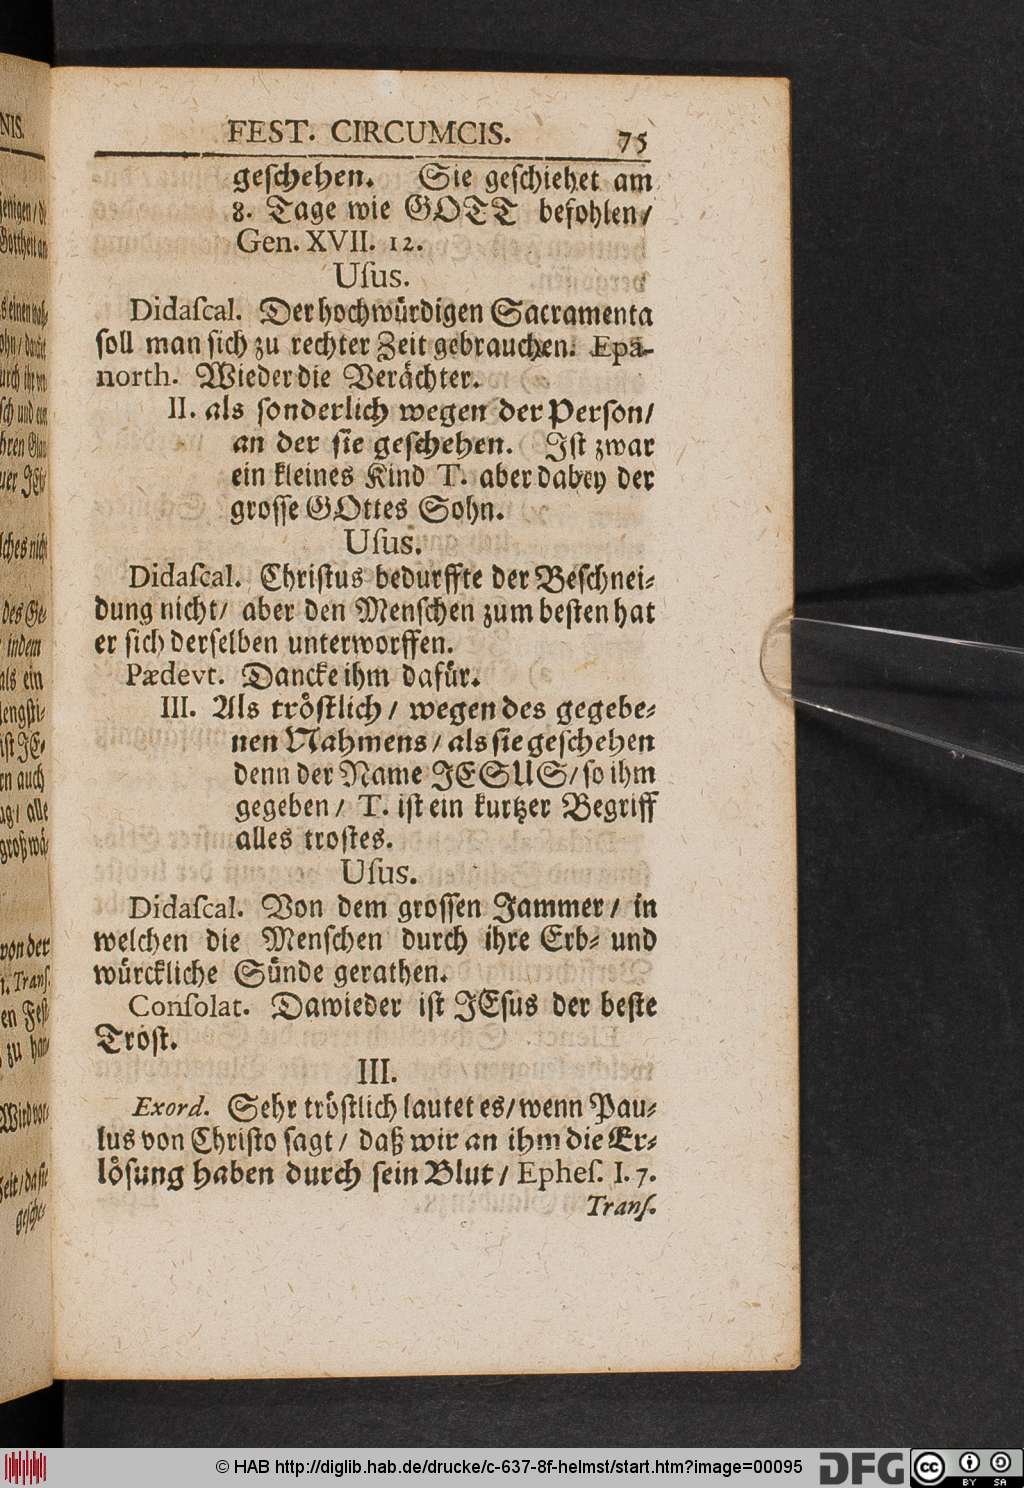 FEST. CIRCUMCIS. 75
geschehen. Sie geschiehet am
8. Tage wie GOTT befohlen/
Gen. XVII. 12.
Uſus.
Didaſcal. Der hochwürdigen Sacramenta
soll man sich zu rechter Zeit gebrauchen. Epa-
north. Wieder die Verächter.
II. als sonderlich wegen der Person/
an der sie geschehen. Ist zwar
ein kleines Kind T. aber dabey der
grosse GOttes Sohn.
Uſus.
Didaſcal. Christus bedurffte der Beschnei-
dung nicht/ aber den Menschen zum besten hat
er sich derselben unterworffen.
Pædevt. Dancke ihm dafür.
III. Als tröstlich/ wegen des gegebe-
nen Nahmens/ als sie geschehen
denn der Name JESUS/ so ihm
gegeben/ T. ist ein kurtzer Begriff
alles trostes.
Uſus.
Didaſcal. Von dem grossen Jammer/ in
welchen die Menschen durch ihre Erb- und
würckliche Sünde gerathen.
Conſolat. Dawieder ist JEsus der beste
Trost.
III.
Exord. Sehr tröstlich lautet es/ wenn Pau-
lus von Christo sagt/ daß wir an ihm die Er-
lösung haben durch sein Blut/ Epheſ. I. 7.
Tranſ.
© HAB http://diglib.hab.de/drucke/c-637-8f-helmst/start.htm?image=00095
DFG
cc BY SA